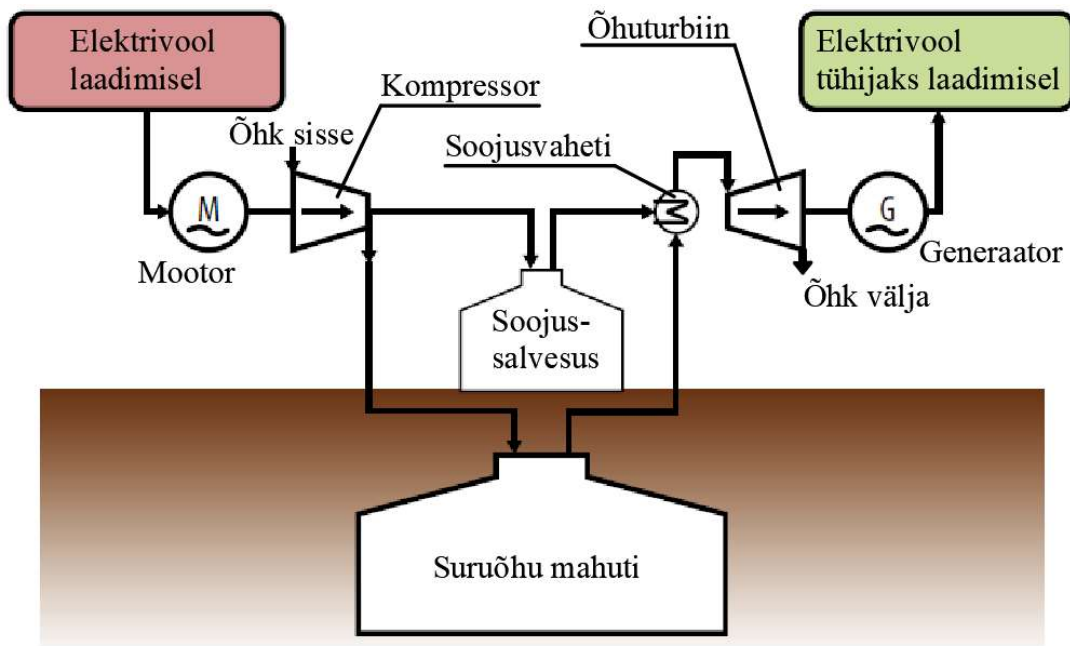 Elektrivool
laadimisel
Õhuturbiin
Elektrivool
tühijaks laadimisel
Kompressor
Õhk sisse
Soojusvaheti
M
G
Mootor
Generaator
Õhk välja
Soojus-
salvesus
Suruõhu mahuti